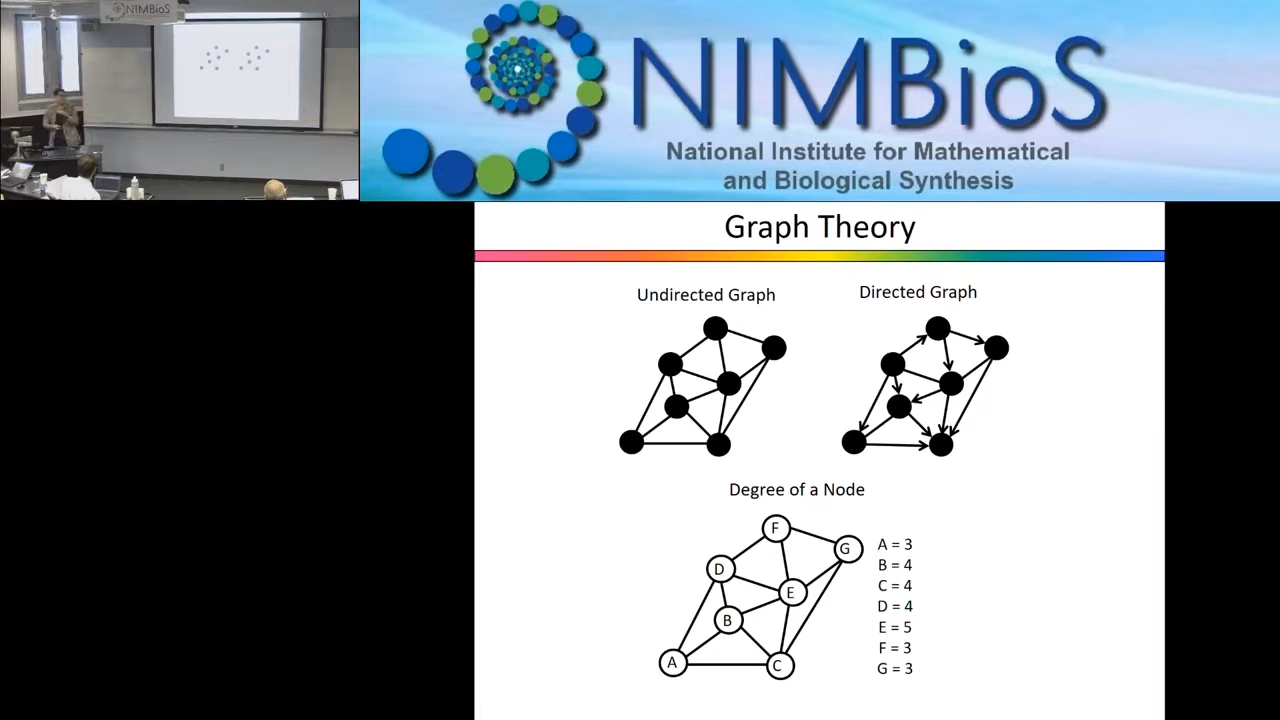 NIMBioS
NIMBioS
National Institute for Mathematical
and Biological Synthesis
Graph Theory
Undirected Graph
Directed Graph
Degree of a Node
F
G
D
E
B
A
C
A = 3
B = 4
C = 4
D = 4
E = 5
F = 3
G = 3